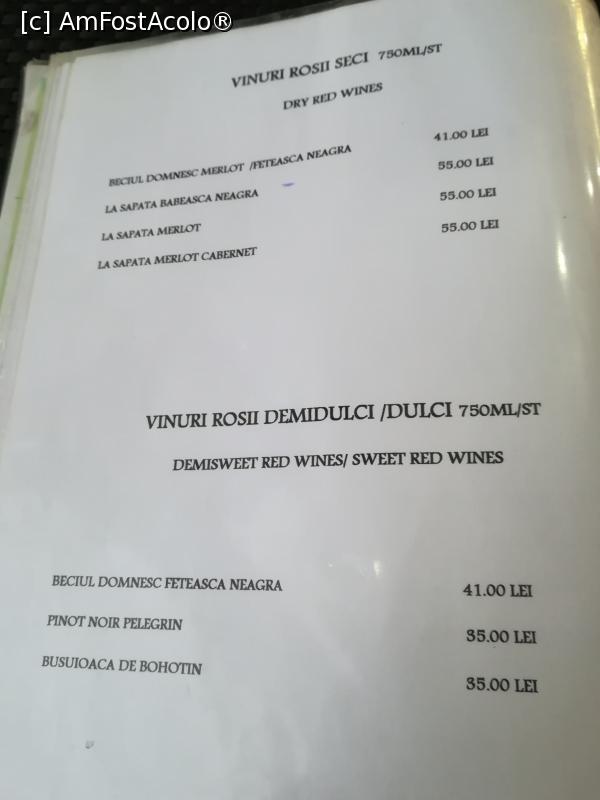 [c] AmFostAcolo®
VINURI ROSII SECI 750ML/ST
DRY RED WINES
BECIUL DOMNESC MERLOT /FETEASCA NEAGRA 41.00 LEI
LA SAPATA BABEASCA NEAGRA 55.00 LEI
LA SAPATA MERLOT 55.00 LEI
LA SAPATA MERLOT CABERNET 55.00 LEI
VINURI ROSII DEMIDULCI /DULCI 750ML/ST
DEMISWEET RED WINES/ SWEET RED WINES
BECIUL DOMNESC FETEASCA NEAGRA 41.00 LEI
PINOT NOIR PELEGRIN 35.00 LEI
BUSUIOACA DE BOHOTIN 35.00 LEI